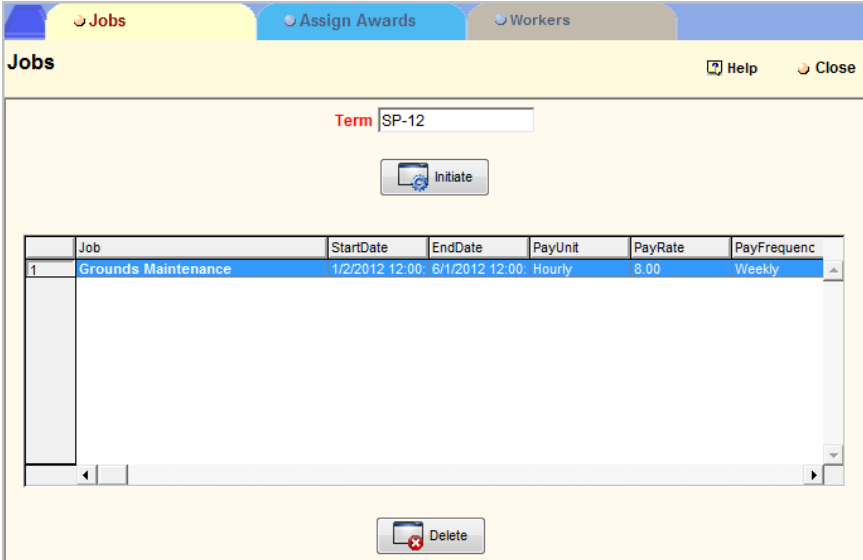 Jobs Assign Awards Workers
Jobs Help Close
Term SP-12
Initiate
Job StartDate EndDate PayUnit PayRate PayFrequenc
1 Grounds Maintenance 1/2/2012 12:00: 6/1/2012 12:00: Hourly 8.00 Weekly
Delete